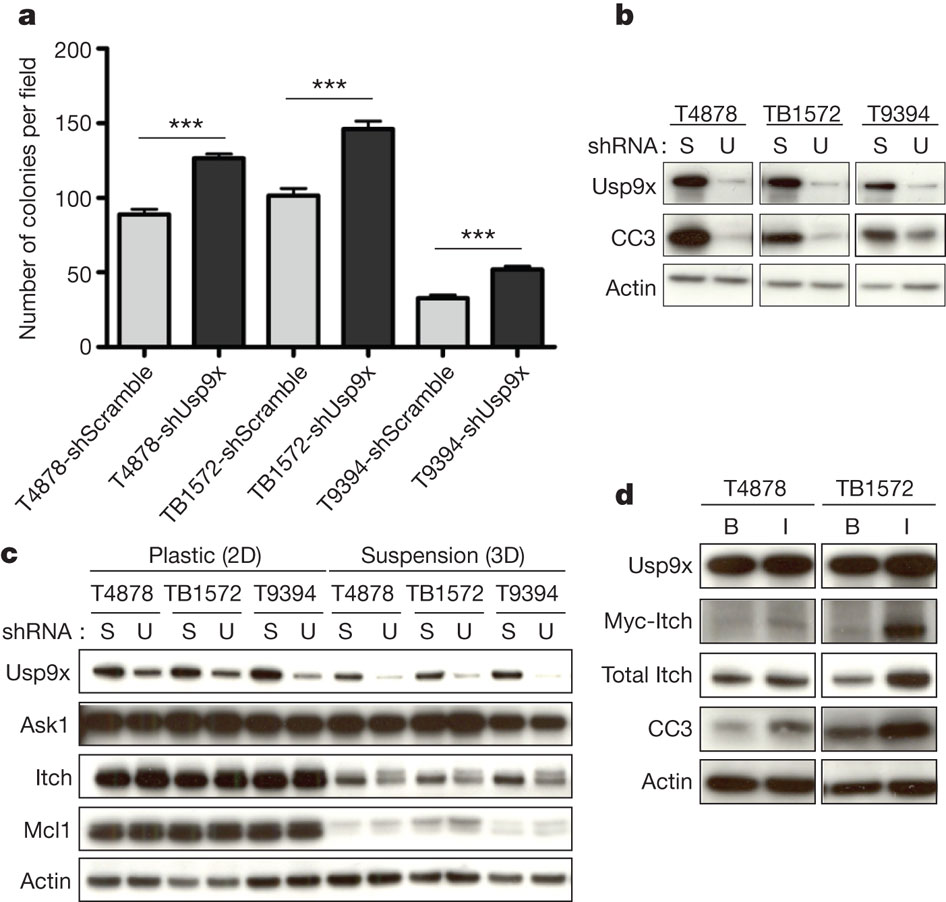 a
Number of colonies per field
200
150
100
50
0
***
***
***
T4878-shScramble
T4878-shUsp9x
TB1572-shScramble
TB1572-shUsp9x
T9394-shScramble
T9394-shUsp9x
b
T4878 TB1572 T9394
shRNA : S U S U S U
Usp9x
CC3
Actin
c
Plastic (2D) Suspension (3D)
T4878 TB1572 T9394 T4878 TB1572 T9394
shRNA : S U S U S U S U S U S U
Usp9x
Ask1
Itch
Mcl1
Actin
d
T4878 TB1572
B I B I
Usp9x
Myc-Itch
Total Itch
CC3
Actin